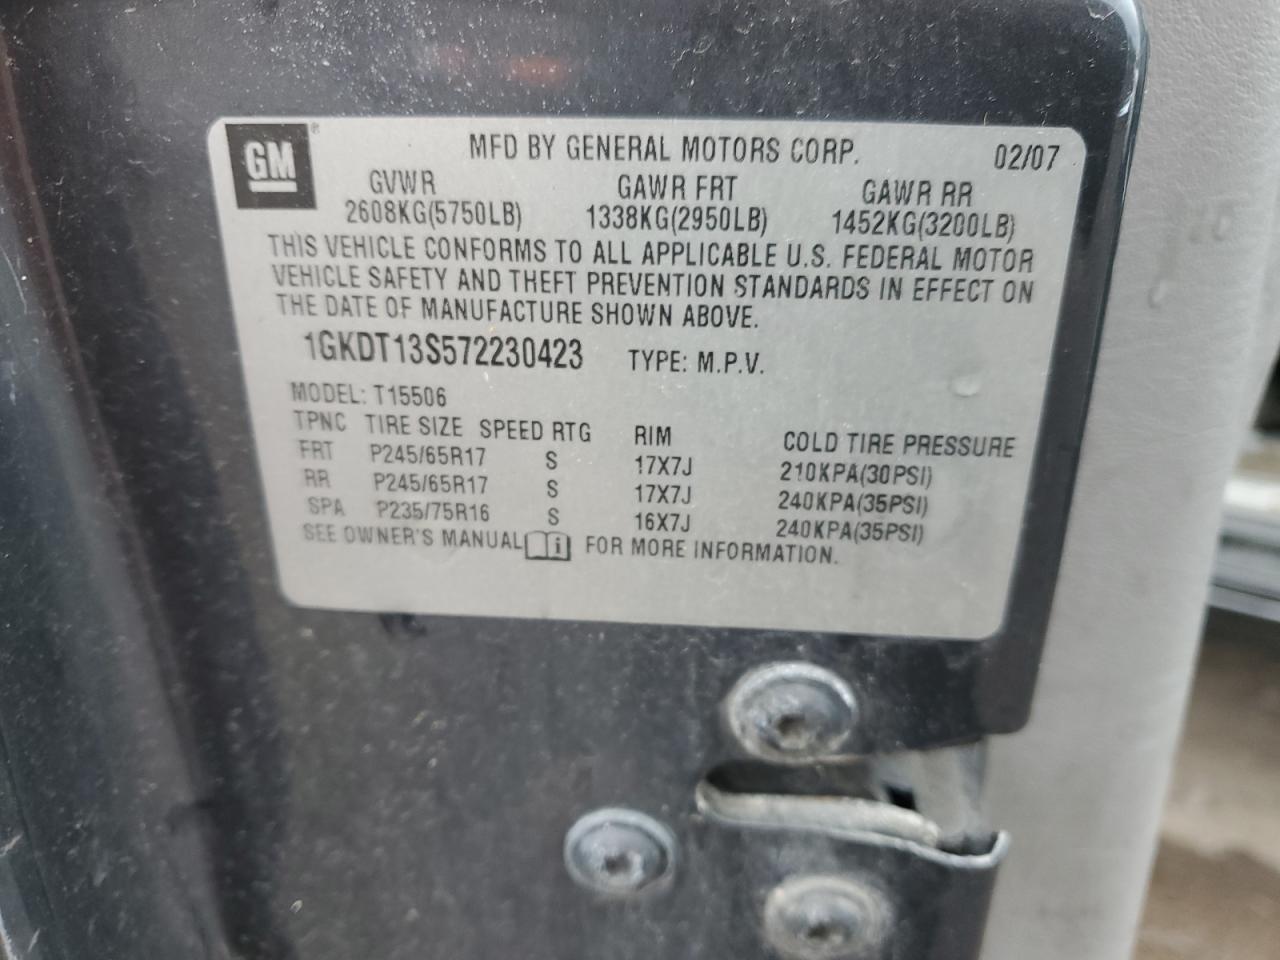 GM®
MFD BY GENERAL MOTORS CORP. 02/07
GVWR GAWR FRT GAWR RR
2608KG(5750LB) 1338KG(2950LB) 1452KG(3200LB)
THIS VEHICLE CONFORMS TO ALL APPLICABLE U.S. FEDERAL MOTOR
VEHICLE SAFETY AND THEFT PREVENTION STANDARDS IN EFFECT ON
THE DATE OF MANUFACTURE SHOWN ABOVE.
1GKDT13S572230423 TYPE: M.P.V.
MODEL: T15506
TPNC TIRE SIZE SPEED RTG RIM COLD TIRE PRESSURE
FRT P245/65R17 S 17X7J 210KPA(30PSI)
RR P245/65R17 S 17X7J 240KPA(35PSI)
SPA P235/75R16 S 16X7J 240KPA(35PSI)
SEE OWNER'S MANUAL i FOR MORE INFORMATION.